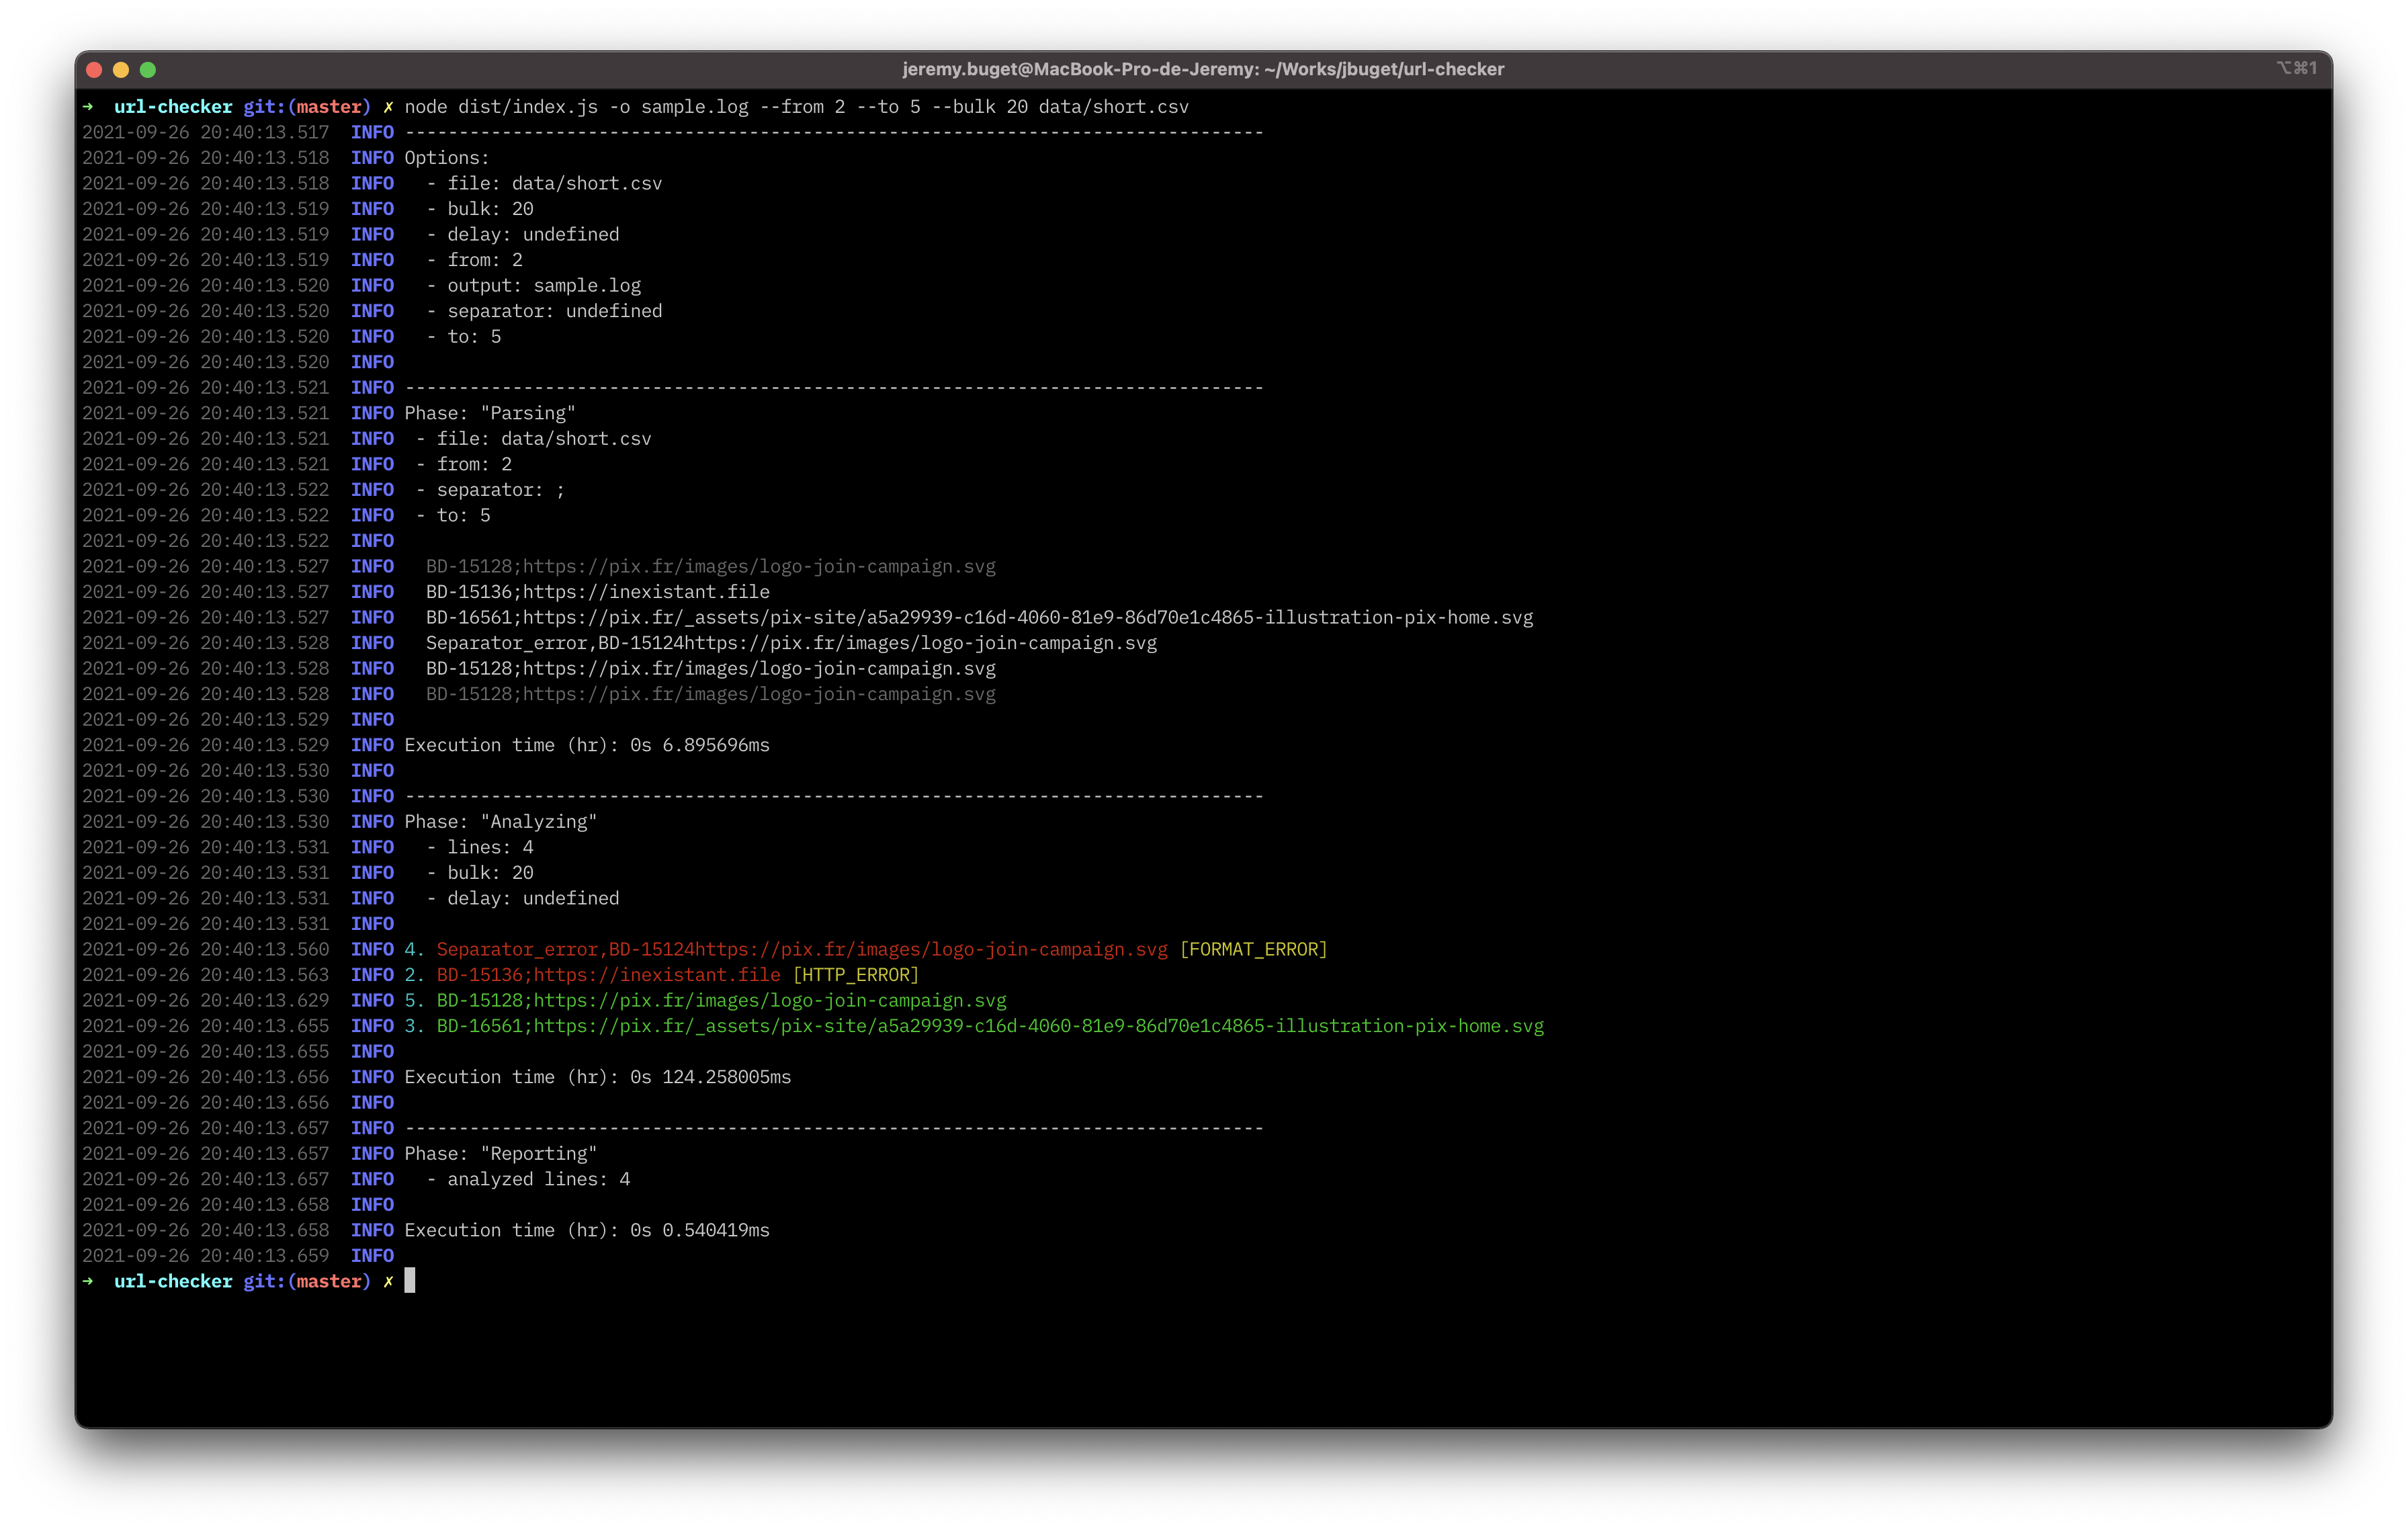 jeremy.buget@MacBook-Pro-de-Jeremy: ~/Works/jbuget/url-checker ⌥⌘1
➜ url-checker git:(master) ✗ node dist/index.js -o sample.log --from 2 --to 5 --bulk 20 data/short.csv
2021-09-26 20:40:13.517 INFO --------------------------------------------------------------------------------
2021-09-26 20:40:13.518 INFO Options:
2021-09-26 20:40:13.518 INFO   - file: data/short.csv
2021-09-26 20:40:13.519 INFO   - bulk: 20
2021-09-26 20:40:13.519 INFO   - delay: undefined
2021-09-26 20:40:13.519 INFO   - from: 2
2021-09-26 20:40:13.520 INFO   - output: sample.log
2021-09-26 20:40:13.520 INFO   - separator: undefined
2021-09-26 20:40:13.520 INFO   - to: 5
2021-09-26 20:40:13.520 INFO
2021-09-26 20:40:13.521 INFO --------------------------------------------------------------------------------
2021-09-26 20:40:13.521 INFO Phase: "Parsing"
2021-09-26 20:40:13.521 INFO  - file: data/short.csv
2021-09-26 20:40:13.521 INFO  - from: 2
2021-09-26 20:40:13.522 INFO  - separator: ;
2021-09-26 20:40:13.522 INFO  - to: 5
2021-09-26 20:40:13.522 INFO
2021-09-26 20:40:13.527 INFO   BD-15128;https://pix.fr/images/logo-join-campaign.svg
2021-09-26 20:40:13.527 INFO   BD-15136;https://inexistant.file
2021-09-26 20:40:13.527 INFO   BD-16561;https://pix.fr/_assets/pix-site/a5a29939-c16d-4060-81e9-86d70e1c4865-illustration-pix-home.svg
2021-09-26 20:40:13.528 INFO   Separator_error,BD-15124https://pix.fr/images/logo-join-campaign.svg
2021-09-26 20:40:13.528 INFO   BD-15128;https://pix.fr/images/logo-join-campaign.svg
2021-09-26 20:40:13.528 INFO   BD-15128;https://pix.fr/images/logo-join-campaign.svg
2021-09-26 20:40:13.529 INFO
2021-09-26 20:40:13.529 INFO Execution time (hr): 0s 6.895696ms
2021-09-26 20:40:13.530 INFO
2021-09-26 20:40:13.530 INFO --------------------------------------------------------------------------------
2021-09-26 20:40:13.530 INFO Phase: "Analyzing"
2021-09-26 20:40:13.531 INFO   - lines: 4
2021-09-26 20:40:13.531 INFO   - bulk: 20
2021-09-26 20:40:13.531 INFO   - delay: undefined
2021-09-26 20:40:13.531 INFO
2021-09-26 20:40:13.560 INFO 4. Separator_error,BD-15124https://pix.fr/images/logo-join-campaign.svg [FORMAT_ERROR]
2021-09-26 20:40:13.563 INFO 2. BD-15136;https://inexistant.file [HTTP_ERROR]
2021-09-26 20:40:13.629 INFO 5. BD-15128;https://pix.fr/images/logo-join-campaign.svg
2021-09-26 20:40:13.655 INFO 3. BD-16561;https://pix.fr/_assets/pix-site/a5a29939-c16d-4060-81e9-86d70e1c4865-illustration-pix-home.svg
2021-09-26 20:40:13.655 INFO
2021-09-26 20:40:13.656 INFO Execution time (hr): 0s 124.258005ms
2021-09-26 20:40:13.656 INFO
2021-09-26 20:40:13.657 INFO --------------------------------------------------------------------------------
2021-09-26 20:40:13.657 INFO Phase: "Reporting"
2021-09-26 20:40:13.657 INFO   - analyzed lines: 4
2021-09-26 20:40:13.658 INFO
2021-09-26 20:40:13.658 INFO Execution time (hr): 0s 0.540419ms
2021-09-26 20:40:13.659 INFO
➜ url-checker git:(master) ✗